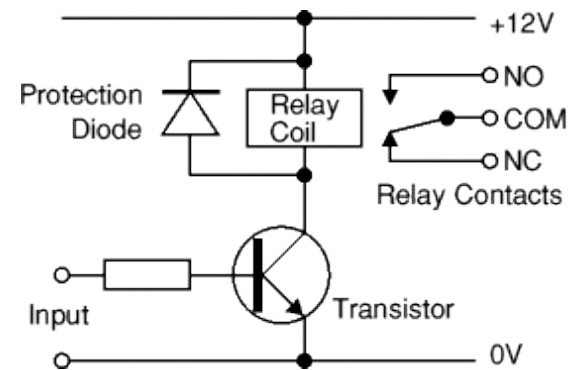 +12V
Protection
Diode
Relay
Coil
NO
COM
NC
Relay Contacts
Input
Transistor
0V